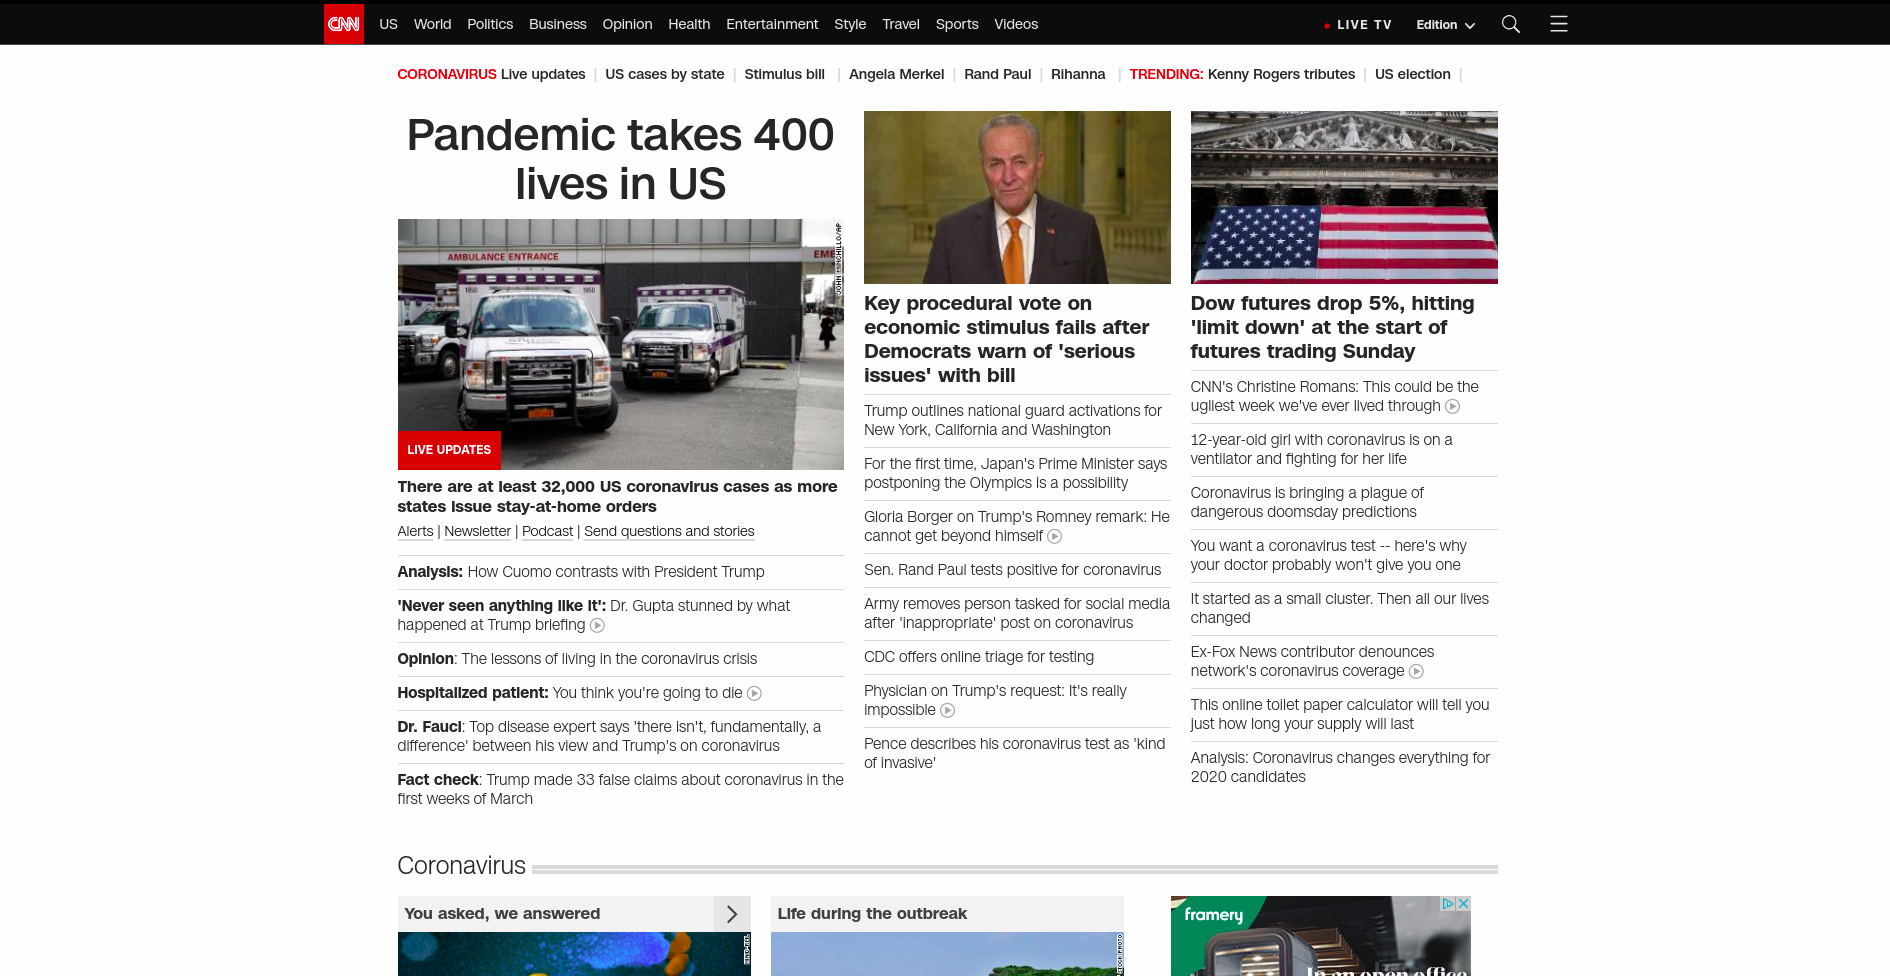 CNN
US World Politics Business Opinion Health Entertainment Style Travel Sports Videos
LIVE TV Edition
CORONAVIRUS Live updates | US cases by state | Stimulus bill | Angela Merkel | Rand Paul | Rihanna | TRENDING: Kenny Rogers tributes | US election |
Pandemic takes 400
lives in US
AMBULANCE ENTRANCE
JOHN MINCHILLO/AP
LIVE UPDATES
There are at least 32,000 US coronavirus cases as more
states issue stay-at-home orders
Alerts | Newsletter | Podcast | Send questions and stories
Analysis: How Cuomo contrasts with President Trump
'Never seen anything like it': Dr. Gupta stunned by what
happened at Trump briefing
Opinion: The lessons of living in the coronavirus crisis
Hospitalized patient: You think you're going to die
Dr. Fauci: Top disease expert says 'there isn't, fundamentally, a
difference' between his view and Trump's on coronavirus
Fact check: Trump made 33 false claims about coronavirus in the
first weeks of March
Key procedural vote on
economic stimulus fails after
Democrats warn of 'serious
issues' with bill
Trump outlines national guard activations for
New York, California and Washington
For the first time, Japan's Prime Minister says
postponing the Olympics is a possibility
Gloria Borger on Trump's Romney remark: He
cannot get beyond himself
Sen. Rand Paul tests positive for coronavirus
Army removes person tasked for social media
after 'inappropriate' post on coronavirus
CDC offers online triage for testing
Physician on Trump's request: It's really
impossible
Pence describes his coronavirus test as 'kind
of invasive'
Dow futures drop 5%, hitting
'limit down' at the start of
futures trading Sunday
CNN's Christine Romans: This could be the
ugliest week we've ever lived through
12-year-old girl with coronavirus is on a
ventilator and fighting for her life
Coronavirus is bringing a plague of
dangerous doomsday predictions
You want a coronavirus test -- here's why
your doctor probably won't give you one
It started as a small cluster. Then all our lives
changed
Ex-Fox News contributor denounces
network's coronavirus coverage
This online toilet paper calculator will tell you
just how long your supply will last
Analysis: Coronavirus changes everything for
2020 candidates
Coronavirus
You asked, we answered
Life during the outbreak
framery
In an open office